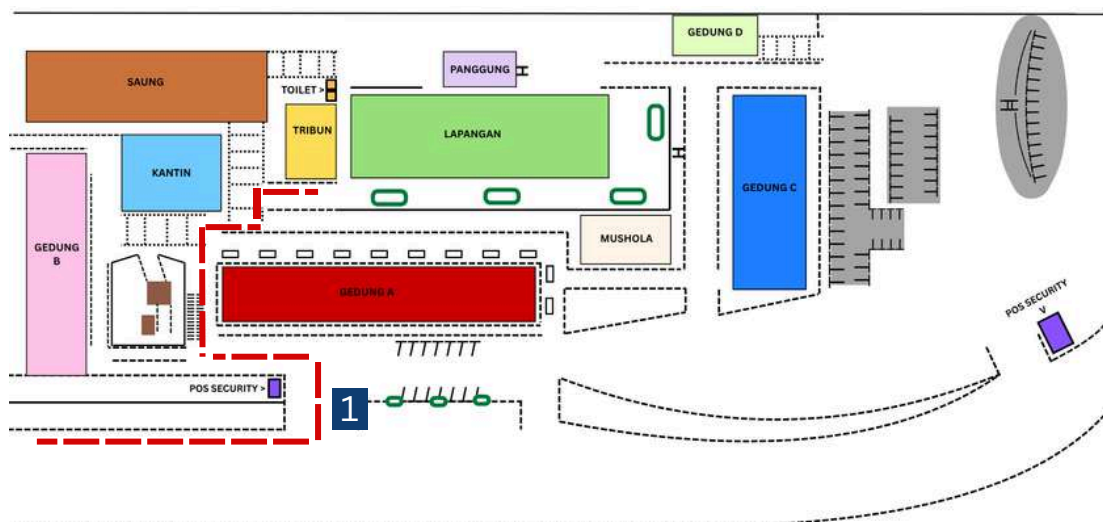 GEDUNG D
SAUNG
PANGGUNG
TOILET >
TRIBUN
LAPANGAN
KANTIN
GEDUNG C
GEDUNG
B
MUSHOLA
GEDUNG A
POS SECURITY
V
POS SECURITY >
1